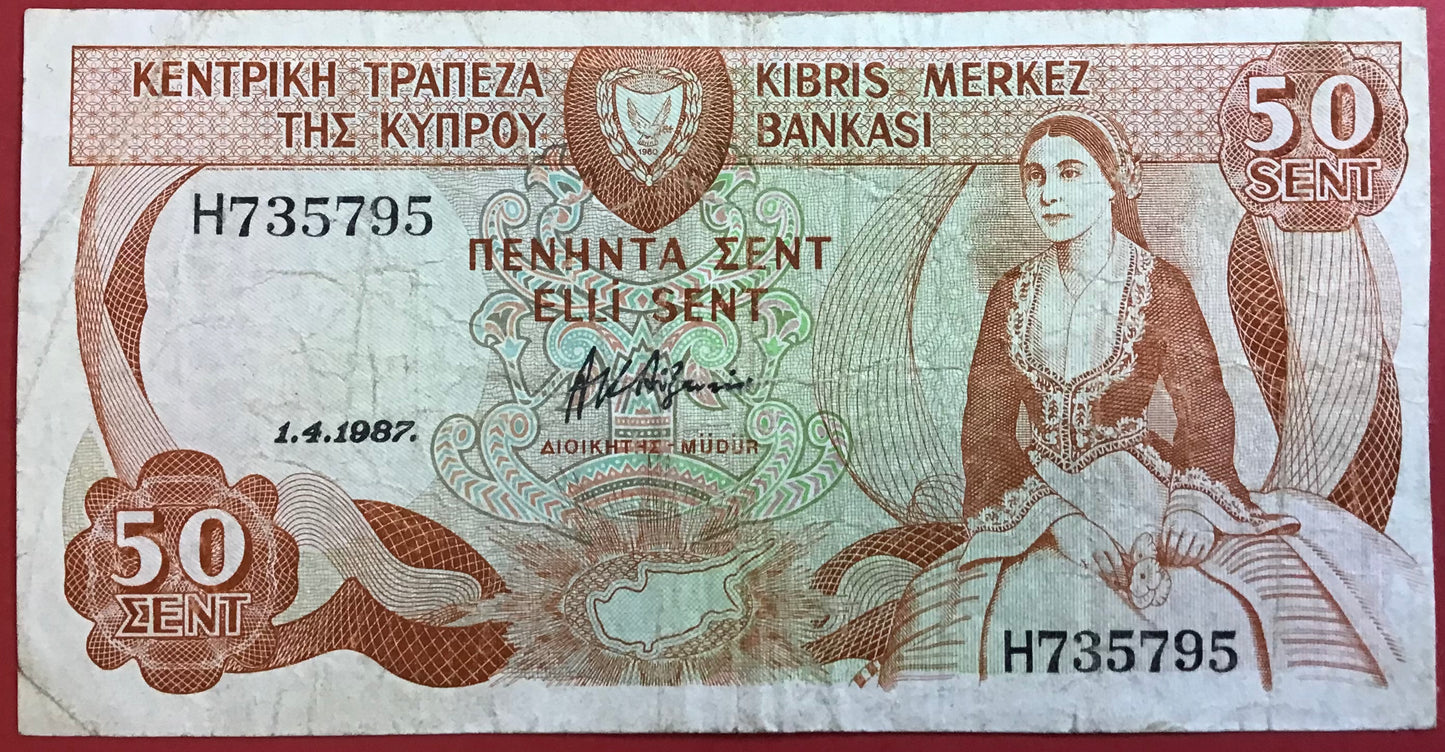 ΚΕΝΤΡΙΚΗ ΤΡΑΠΕΖΑ
ΤΗΣ ΚΥΠΡΟΥ
KIBRIS MERKEZ
BANKASI
1960
50
SENT
H735795
ΠΕΝΗΝΤΑ ΣΕΝΤ
ELLI SENT
1.4.1987.
ΔΙΟΙΚΗΤΗΣ - MÜDÜR
50
ΣΕΝΤ
H735795